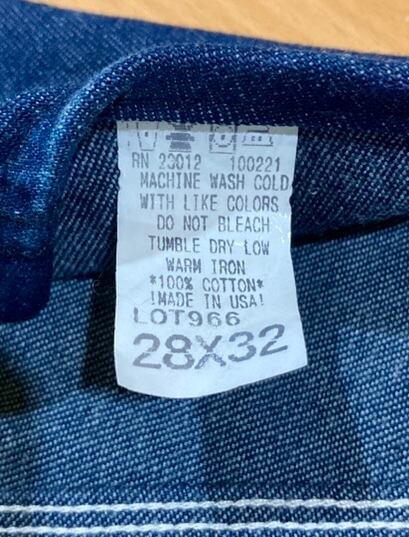 RN 23012 100221
MACHINE WASH COLD
WITH LIKE COLORS
DO NOT BLEACH
TUMBLE DRY LOW
WARM IRON
*100% COTTON*
!MADE IN USA!
LOT966
28X32